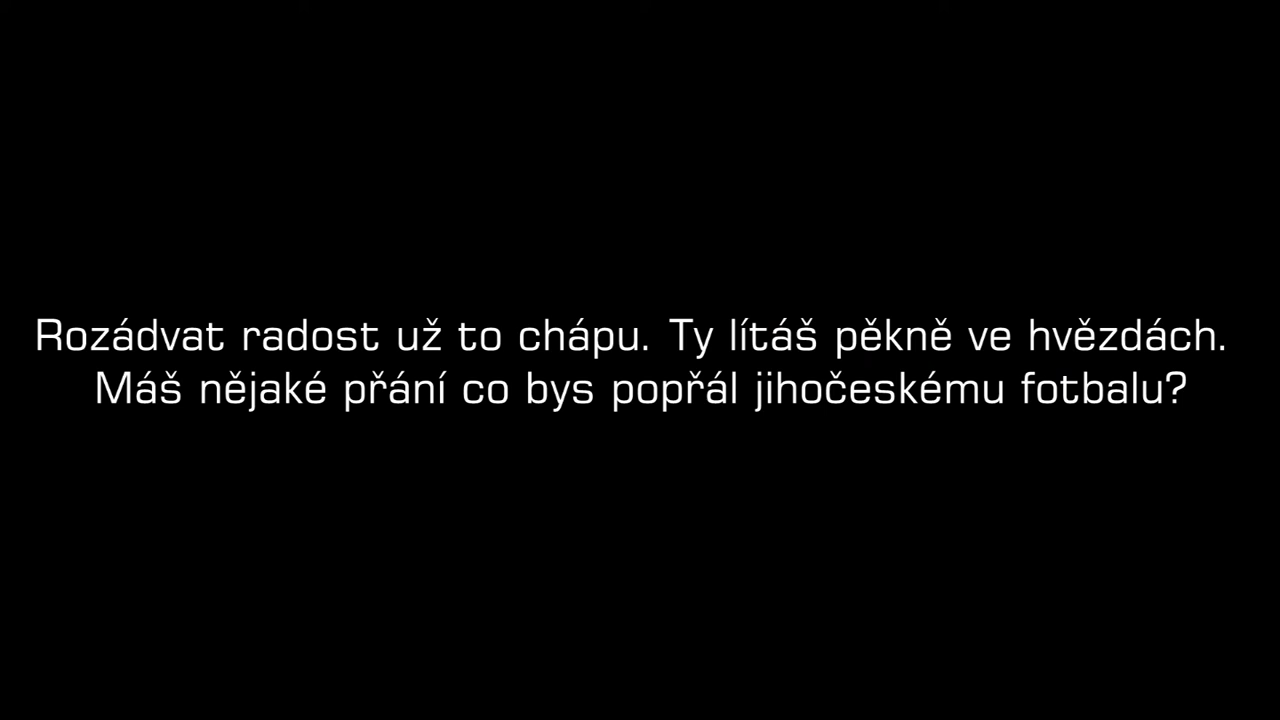 Rozádvat radost už to chápu. Ty lítáš pěkně ve hvězdách.
Máš nějaké přání co bys popřál jihočeskému fotbalu?